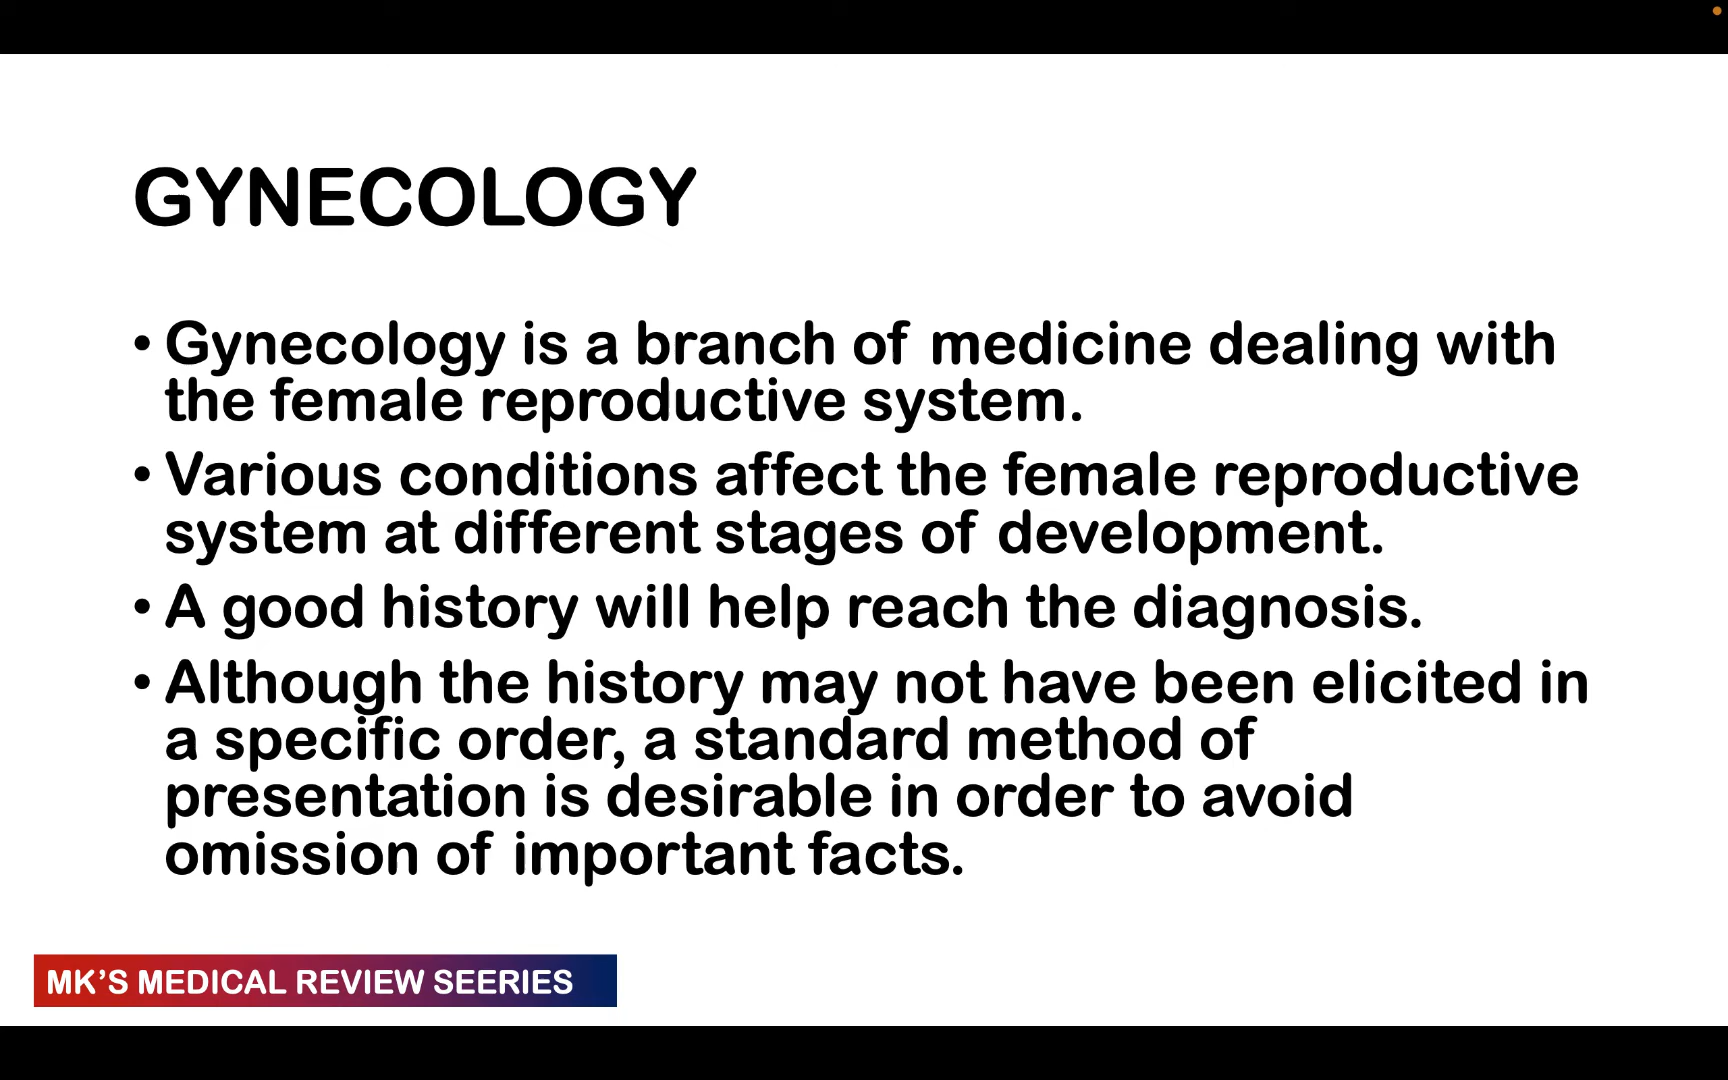 GYNECOLOGY
• Gynecology is a branch of medicine dealing with
the female reproductive system.
• Various conditions affect the female reproductive
system at different stages of development.
• A good history will help reach the diagnosis.
• Although the history may not have been elicited in
a specific order, a standard method of
presentation is desirable in order to avoid
omission of important facts.
MK’S MEDICAL REVIEW SEERIES